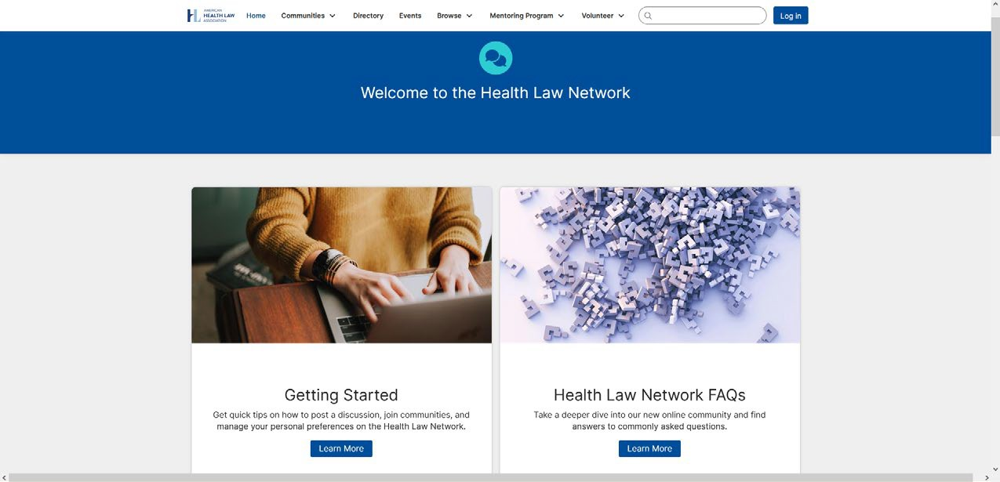 AMERICAN
HEALTH LAW
ASSOCIATION
Home
Communities
Directory
Events
Browse
Mentoring Program
Volunteer
Log in
Welcome to the Health Law Network
Getting Started
Get quick tips on how to post a discussion, join communities, and
manage your personal preferences on the Health Law Network.
Learn More
Health Law Network FAQs
Take a deeper dive into our new online community and find
answers to commonly asked questions.
Learn More